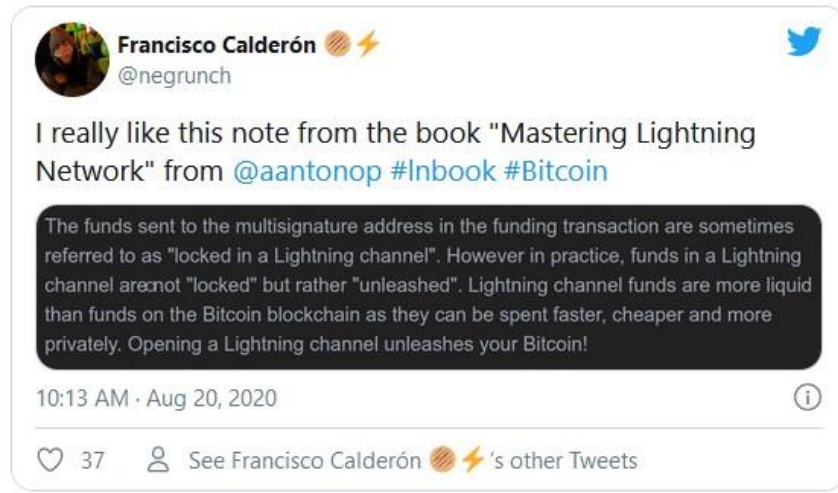 Francisco Calderón
@negrunch
I really like this note from the book "Mastering Lightning
Network" from @aantonop #lnbook #Bitcoin
The funds sent to the multisignature address in the funding transaction are sometimes
referred to as "locked in a Lightning channel". However in practice, funds in a Lightning
channel are not "locked" but rather "unleashed". Lightning channel funds are more liquid
than funds on the Bitcoin blockchain as they can be spent faster, cheaper and more
privately. Opening a Lightning channel unleashes your Bitcoin!
10:13 AM · Aug 20, 2020
37 See Francisco Calderón 's other Tweets